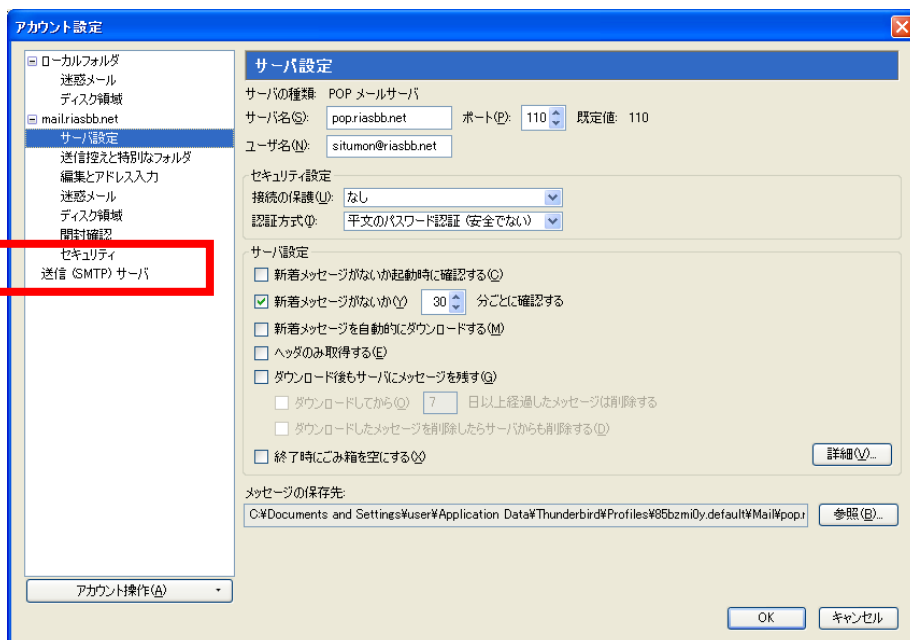 アカウント設定
ローカルフォルダ
迷惑メール
ディスク領域
mail.riasbb.net
サーバ設定
送信控えと特別なフォルダ
編集とアドレス入力
迷惑メール
ディスク領域
開封確認
セキュリティ
送信 (SMTP) サーバ
アカウント操作(A)
サーバ設定
サーバの種類: POP メールサーバ
サーバ名(S): pop.riasbb.net ポート(P): 110 既定値: 110
ユーザ名(N): situmon@riasbb.net
セキュリティ設定
接続の保護(U): なし
認証方式(I): 平文のパスワード認証 (安全でない)
サーバ設定
新着メッセージがないか起動時に確認する(C)
新着メッセージがないか(Y) 30 分ごとに確認する
新着メッセージを自動的にダウンロードする(M)
ヘッダのみ取得する(E)
ダウンロード後もサーバにメッセージを残す(G)
ダウンロードしてから(O) 7 日以上経過したメッセージは削除する
ダウンロードしたメッセージを削除したらサーバからも削除する(D)
終了時にごみ箱を空にする(X)
詳細(V)...
メッセージの保存先:
C:¥Documents and Settings¥user¥Application Data¥Thunderbird¥Profiles¥85bzmi0y.default¥Mail¥pop.r
参照(B)...
OK キャンセル